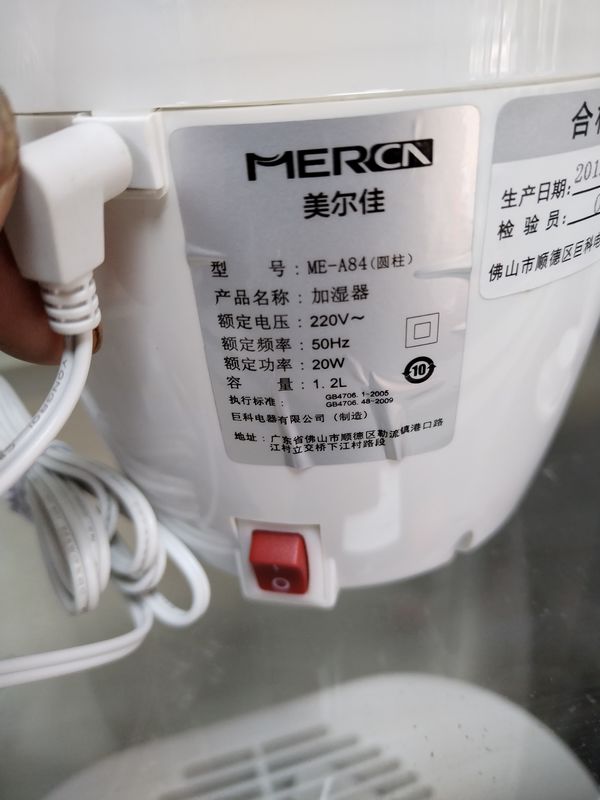 MERCN
美尔佳
型 号：ME-A84(圆柱)
产品名称：加湿器
额定电压：220V～
额定频率：50Hz
额定功率：20W
容 量：1.2L
执行标准：GB4706.1-2005
GB4706.48-2009
巨科电器有限公司（制造）
地址：广东省佛山市顺德区勒流镇港口路
江村立交桥下江村路段
10
合
生产日期：201
检 验 员：
佛山市顺德区巨科电